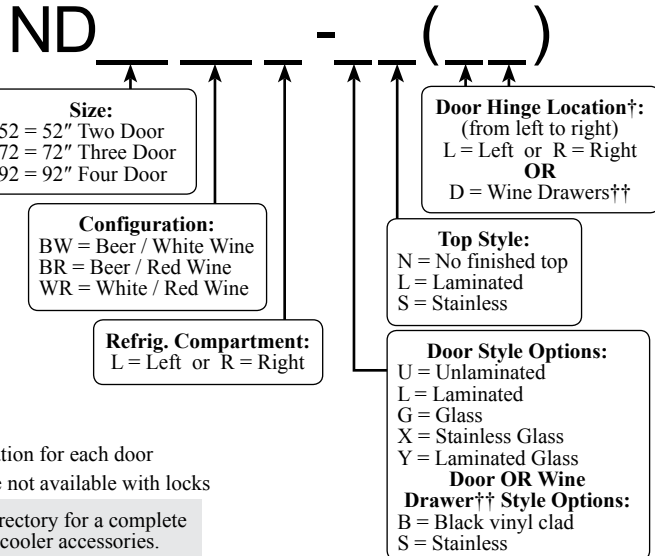 ND__ __ _ - _ _ ( _ _ )
Size:
52 = 52″ Two Door
72 = 72″ Three Door
92 = 92″ Four Door
Door Hinge Location†:
(from left to right)
L = Left or R = Right
OR
D = Wine Drawers††
Configuration:
BW = Beer / White Wine
BR = Beer / Red Wine
WR = White / Red Wine
Top Style:
N = No finished top
L = Laminated
S = Stainless
Refrig. Compartment:
L = Left or R = Right
Door Style Options:
U = Unlaminated
L = Laminated
G = Glass
X = Stainless Glass
Y = Laminated Glass
Door OR Wine
Drawer†† Style Options:
B = Black vinyl clad
S = Stainless
for each door
not available with locks
for a complete
cooler accessories.